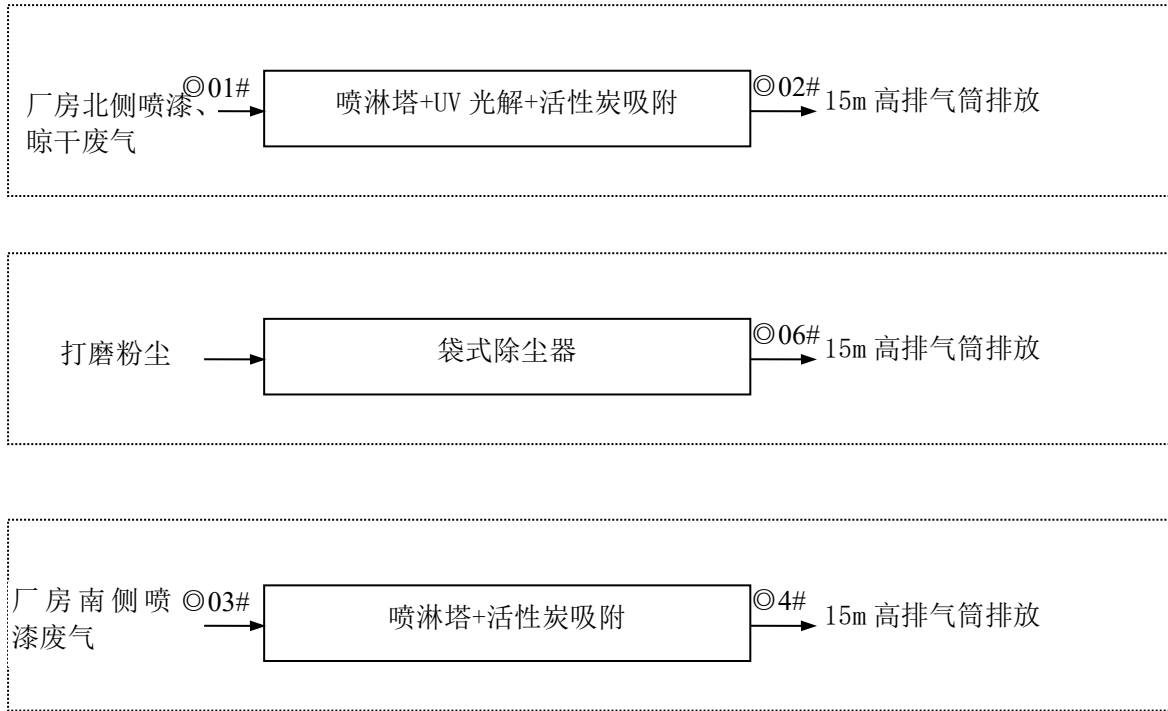 ◎01#
厂房北侧喷漆、
晾干废气
喷淋塔+UV 光解+活性炭吸附
◎02#
15m 高排气筒排放
打磨粉尘
袋式除尘器
◎06#
15m 高排气筒排放
厂房南侧喷
漆废气
◎03#
喷淋塔+活性炭吸附
◎4#
15m 高排气筒排放